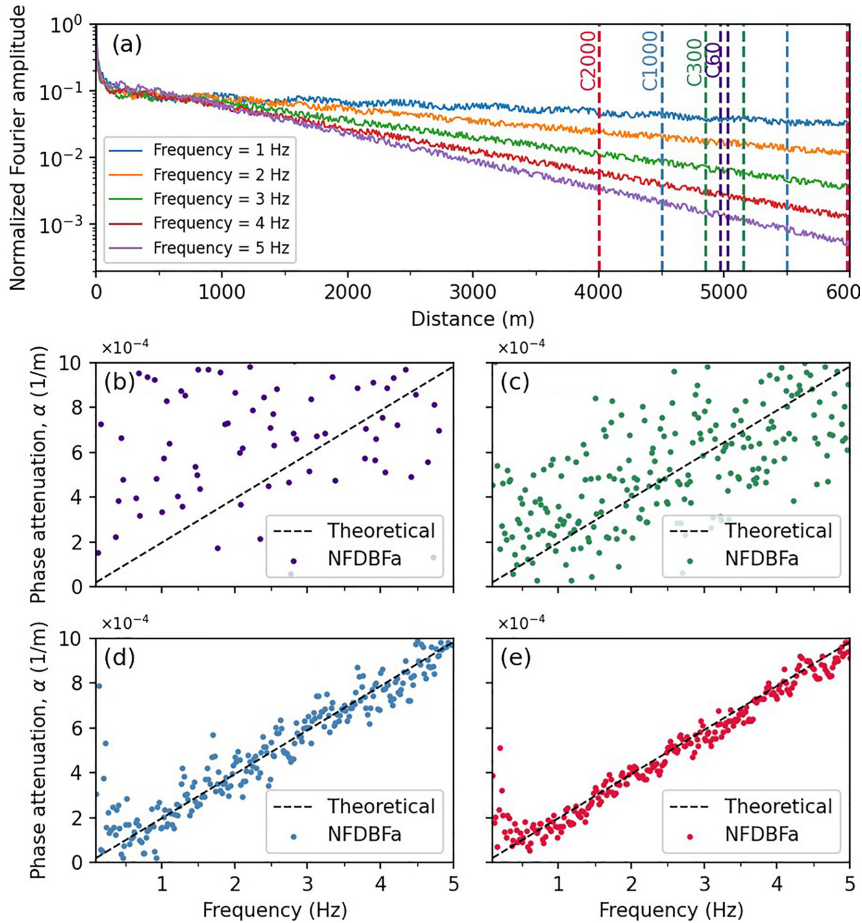 (a)
C2000
C1000
C300
C60
Normalized Fourier amplitude
10⁰
10⁻¹
10⁻²
10⁻³
Frequency = 1 Hz
Frequency = 2 Hz
Frequency = 3 Hz
Frequency = 4 Hz
Frequency = 5 Hz
0 1000 2000 3000 4000 5000 600
Distance (m)
×10⁻⁴
(b)
Phase attenuation, α (1/m)
10
8
6
4
2
0
Theoretical
NFDBFa
×10⁻⁴
(c)
Theoretical
NFDBFa
×10⁻⁴
(d)
Phase attenuation, α (1/m)
10
8
6
4
2
0
Theoretical
NFDBFa
1 2 3 4 5
Frequency (Hz)
×10⁻⁴
(e)
Theoretical
NFDBFa
1 2 3 4 5
Frequency (Hz)